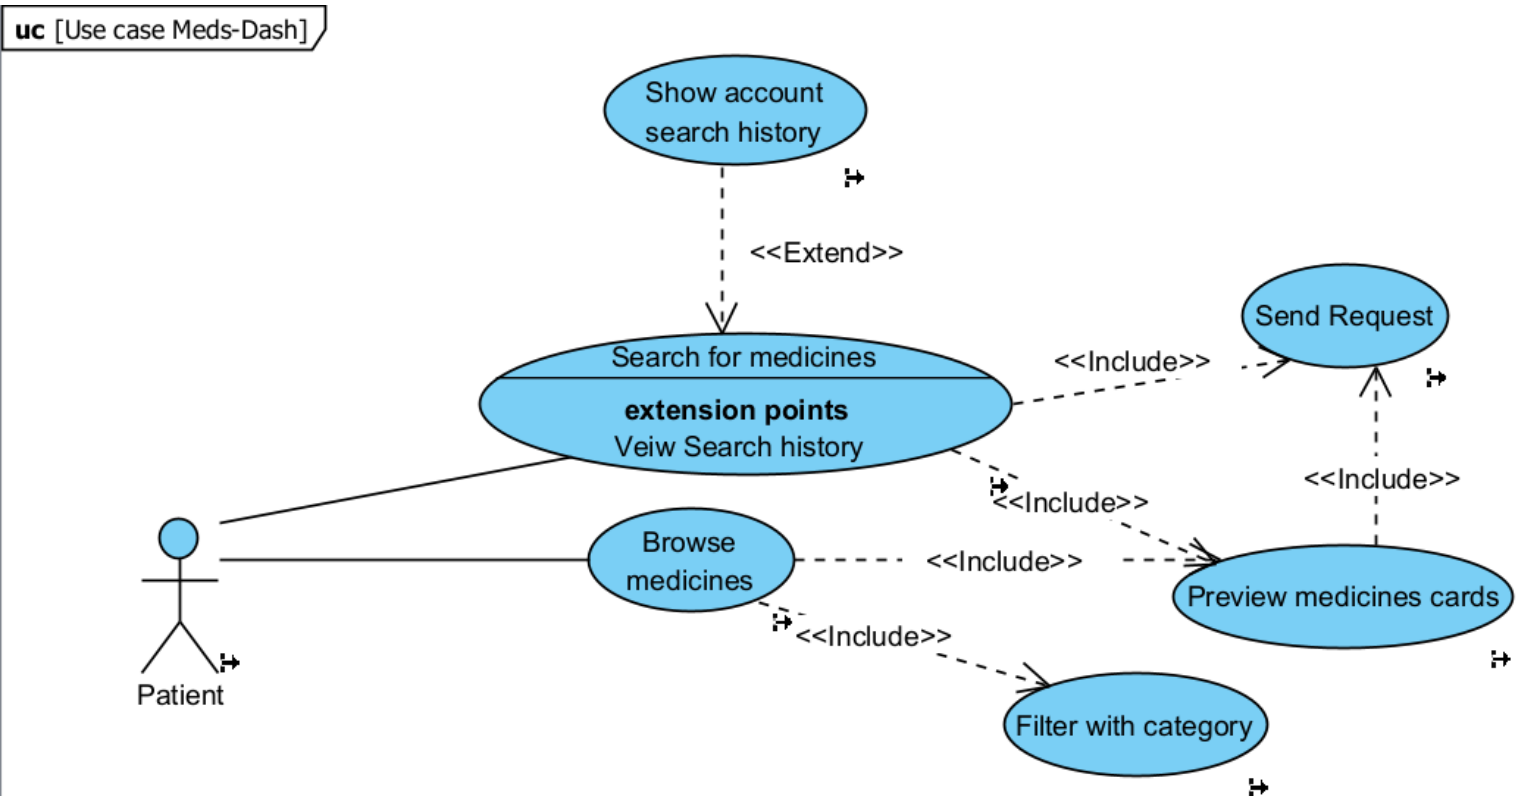 uc [Use case Meds-Dash]
Show account
search history
<<Extend>>
Send Request
Search for medicines
<<Include>>
extension points
Veiw Search history
<<Include>>
<<Include>>
Browse
medicines
<<Include>>
Preview medicines cards
<<Include>>
Patient
Filter with category